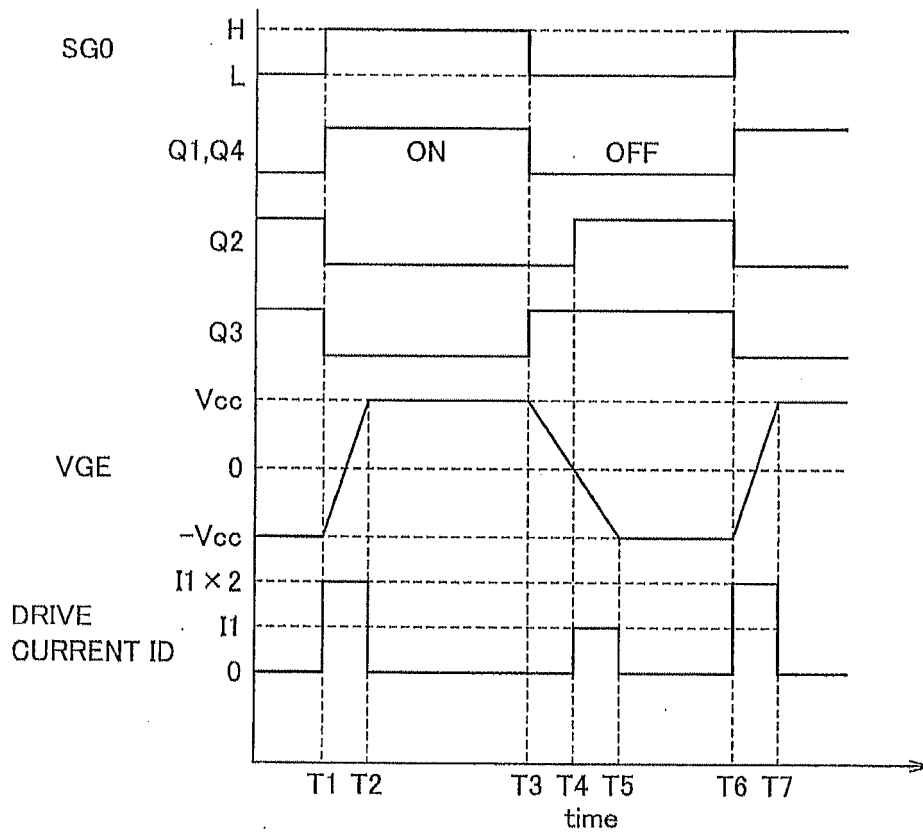 SG0
H
L
Q1,Q4
ON
OFF
Q2
Q3
VGE
Vcc
0
-Vcc
DRIVE
CURRENT ID
I1 × 2
I1
0
T1 T2 T3 T4 T5 T6 T7
time